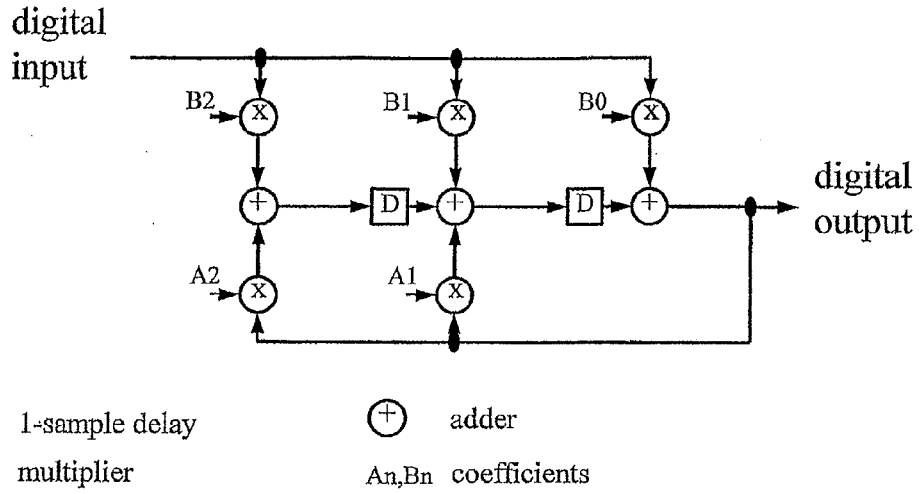 digital
input
B2 X B1 X B0 X
+ D + D +
digital
output
A2 X A1 X
1-sample delay + adder
multiplier An,Bn coefficients